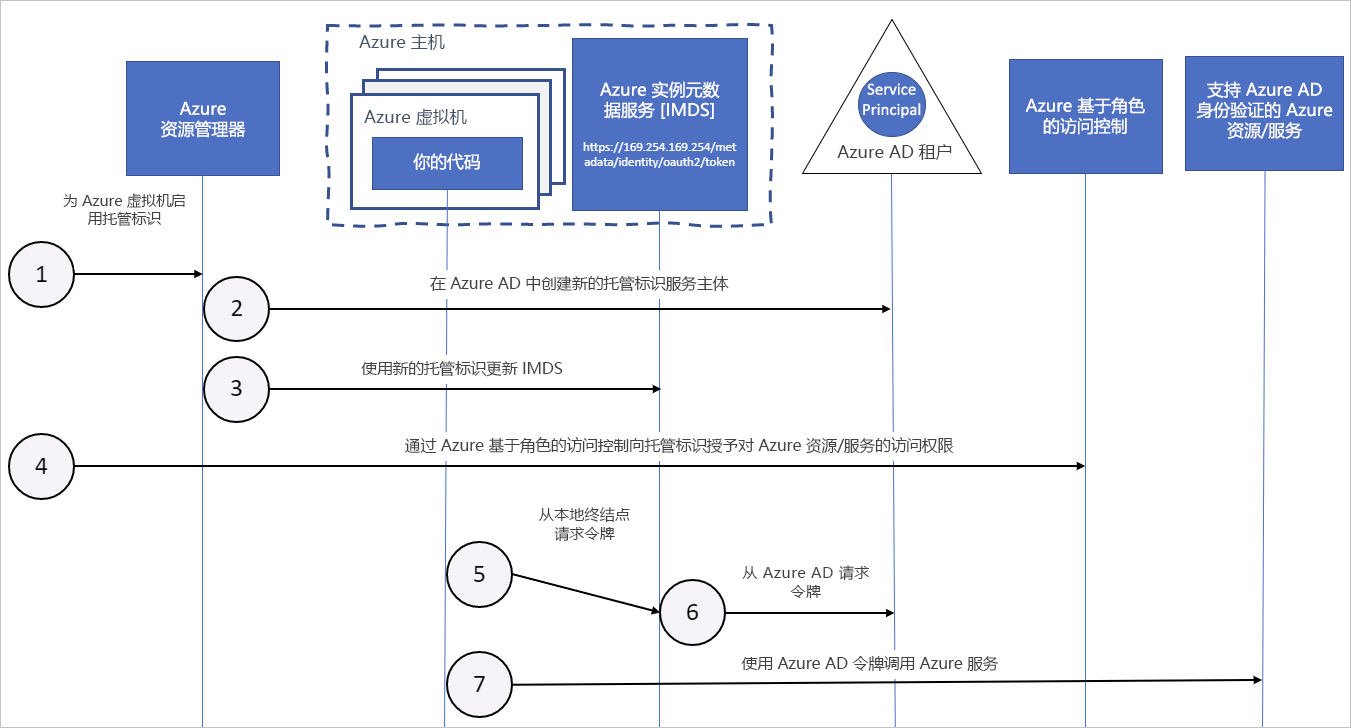 Azure
资源管理器
Azure 主机
Azure 虚拟机
你的代码
Azure 实例元数
据服务 [IMDS]
https://169.254.169.254/met
adata/identity/oauth2/token
Service
Principal
Azure AD 租户
Azure 基于角色
的访问控制
支持 Azure AD
身份验证的 Azure
资源/服务
为 Azure 虚拟机启
用托管标识
1
在 Azure AD 中创建新的托管标识服务主体
2
使用新的托管标识更新 IMDS
3
通过 Azure 基于角色的访问控制向托管标识授予对 Azure 资源/服务的访问权限
4
从本地终结点
请求令牌
5
从 Azure AD 请求
令牌
6
使用 Azure AD 令牌调用 Azure 服务
7